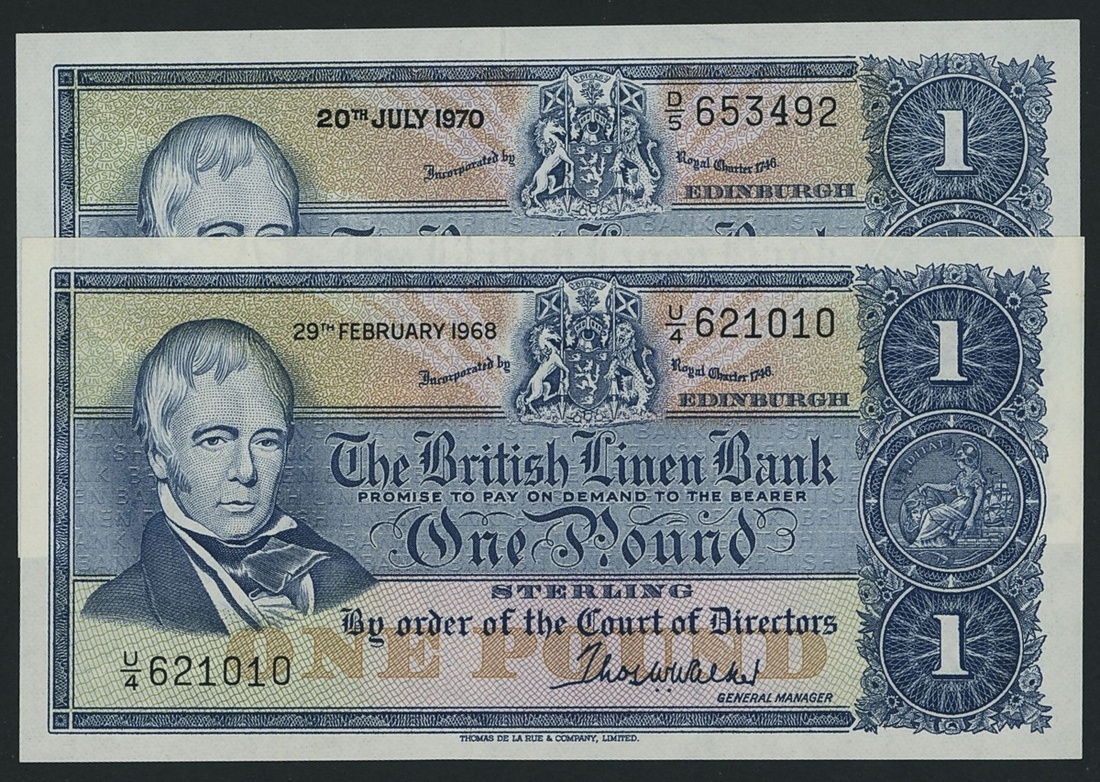 20TH JULY 1970
D/5 653492
1
Incorporated by
Royal Charter 1746.
EDINBURGH
29TH FEBRUARY 1968
U/4 621010
1
Incorporated by
Royal Charter 1746.
EDINBURGH
The British Linen Bank
PROMISE TO PAY ON DEMAND TO THE BEARER
One Pound
STERLING
By order of the Court of Directors
ONE POUND
U/4 621010
Thos W Walker
GENERAL MANAGER
1
THOMAS DE LA RUE & COMPANY, LIMITED.